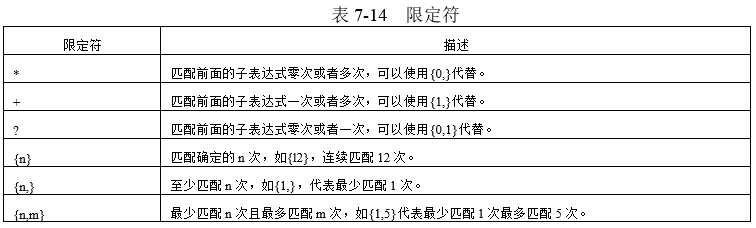 表 7-14 限定符
限定符 描述
* 匹配前面的子表达式零次或者多次，可以使用{0,}代替。
+ 匹配前面的子表达式一次或者多次，可以使用{1,}代替。
? 匹配前面的子表达式零次或者一次，可以使用{0,1}代替。
{n} 匹配确定的 n 次，如{l2}，连续匹配 12 次。
{n,} 至少匹配 n 次，如{1,}，代表最少匹配 1 次。
{n,m} 最少匹配 n 次且最多匹配 m 次，如{1,5}代表最少匹配 1 次最多匹配 5 次。